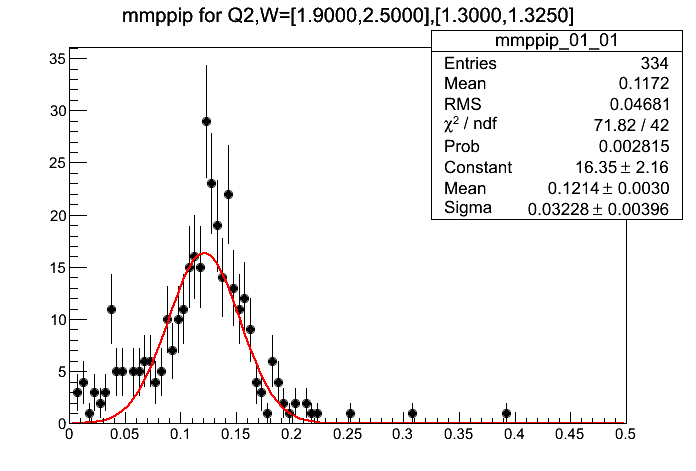 mmppip for Q2,W=[1.9000,2.5000],[1.3000,1.3250]
mmppip_01_01
Entries 334
Mean 0.1172
RMS 0.04681
χ² / ndf 71.82 / 42
Prob 0.002815
Constant 16.35 ± 2.16
Mean 0.1214 ± 0.0030
Sigma 0.03228 ± 0.00396
35
30
25
20
15
10
5
0
0 0.05 0.1 0.15 0.2 0.25 0.3 0.35 0.4 0.45 0.5